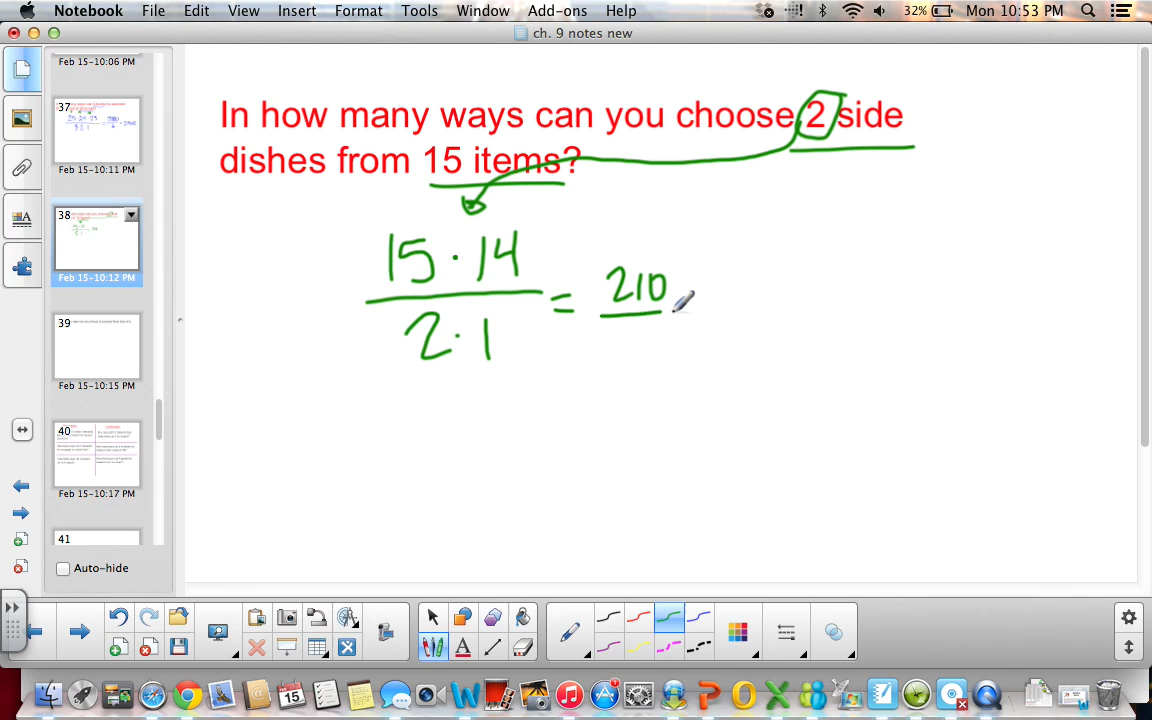 Notebook File Edit View Insert Format Tools Window Add-ons Help 32% Mon 10:53 PM
ch. 9 notes new
Feb 15-10:06 PM
37
Feb 15-10:11 PM
38
Feb 15-10:12 PM
39
Feb 15-10:15 PM
40
Feb 15-10:17 PM
41
Auto-hide
In how many ways can you choose 2 side
dishes from 15 items?
15 · 14
2 · 1
= 210